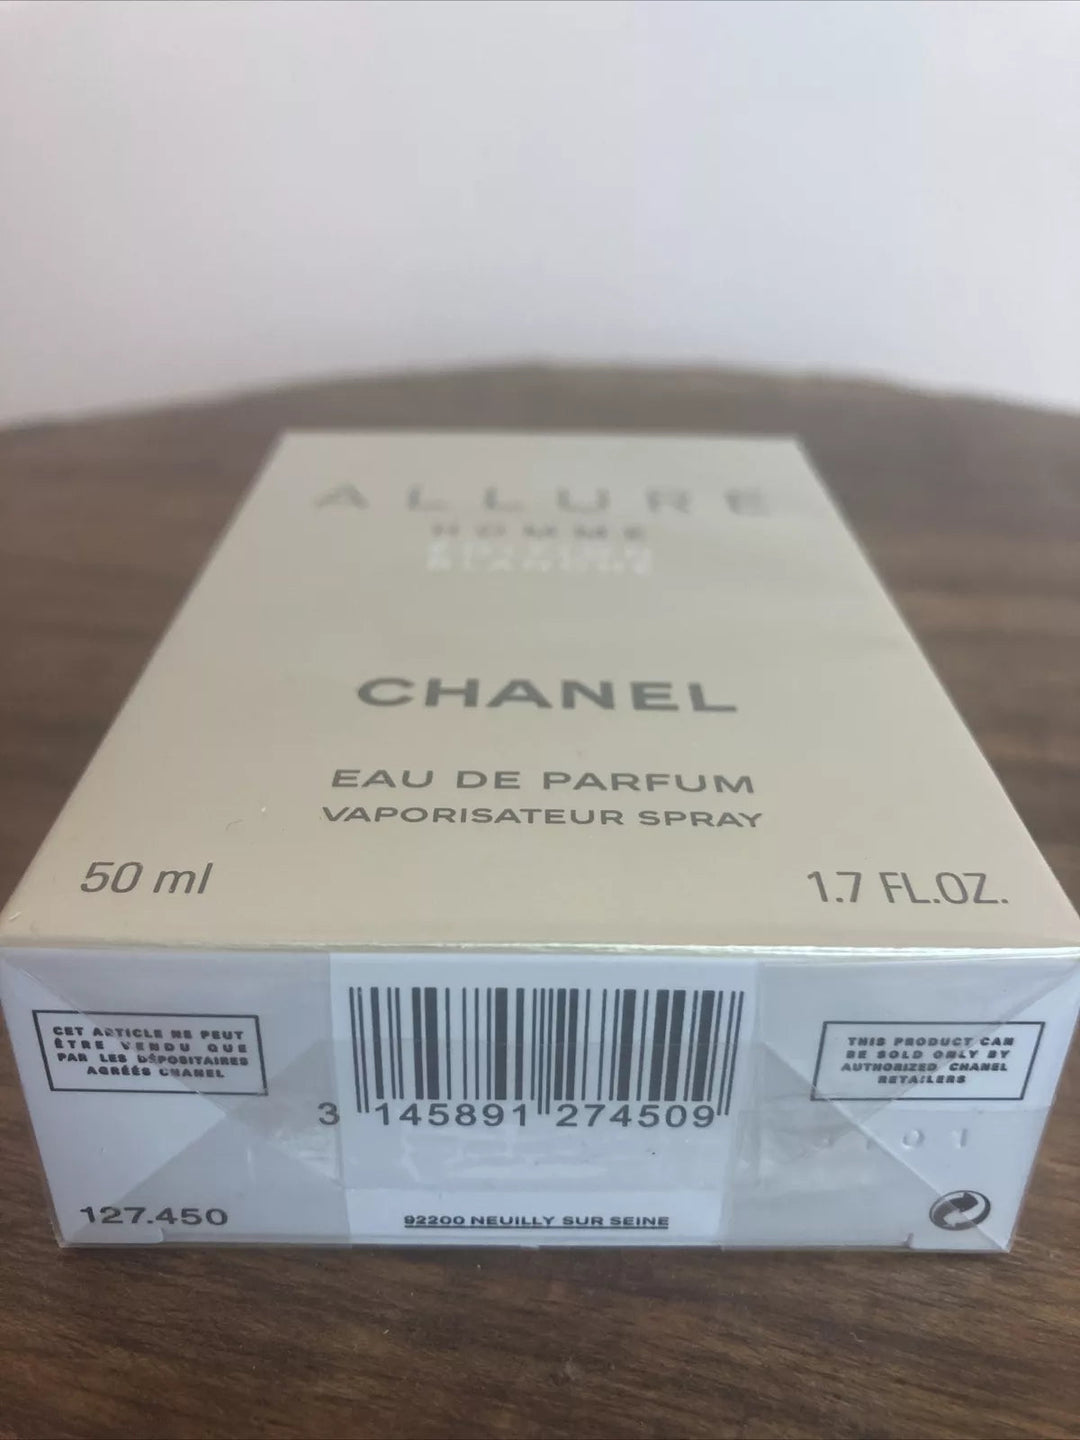 ALLURE
HOMME
EDITION
BLANCHE
CHANEL
EAU DE PARFUM
VAPORISATEUR SPRAY
50 ml
1.7 FL.OZ.
CET ARTICLE NE PEUT
ÊTRE VENDU QUE
PAR LES DÉPOSITAIRES
AGRÉÉS CHANEL
3 145891 274509
THIS PRODUCT CAN
BE SOLD ONLY BY
AUTHORIZED CHANEL
RETAILERS
127.450
92200 NEUILLY SUR SEINE